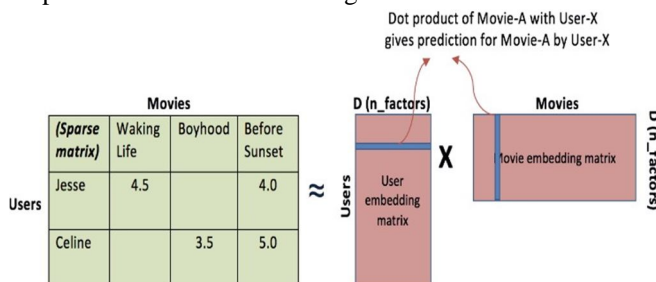 Dot product of Movie-A with User-X
gives prediction for Movie-A by User-X
Movies
(Sparse matrix) Waking Life Boyhood Before Sunset
Users
Jesse 4.5 4.0
Celine 3.5 5.0
≈
D (n_factors)
Users
User
embedding
matrix
X
Movies
Movie embedding matrix
D (n_factors)